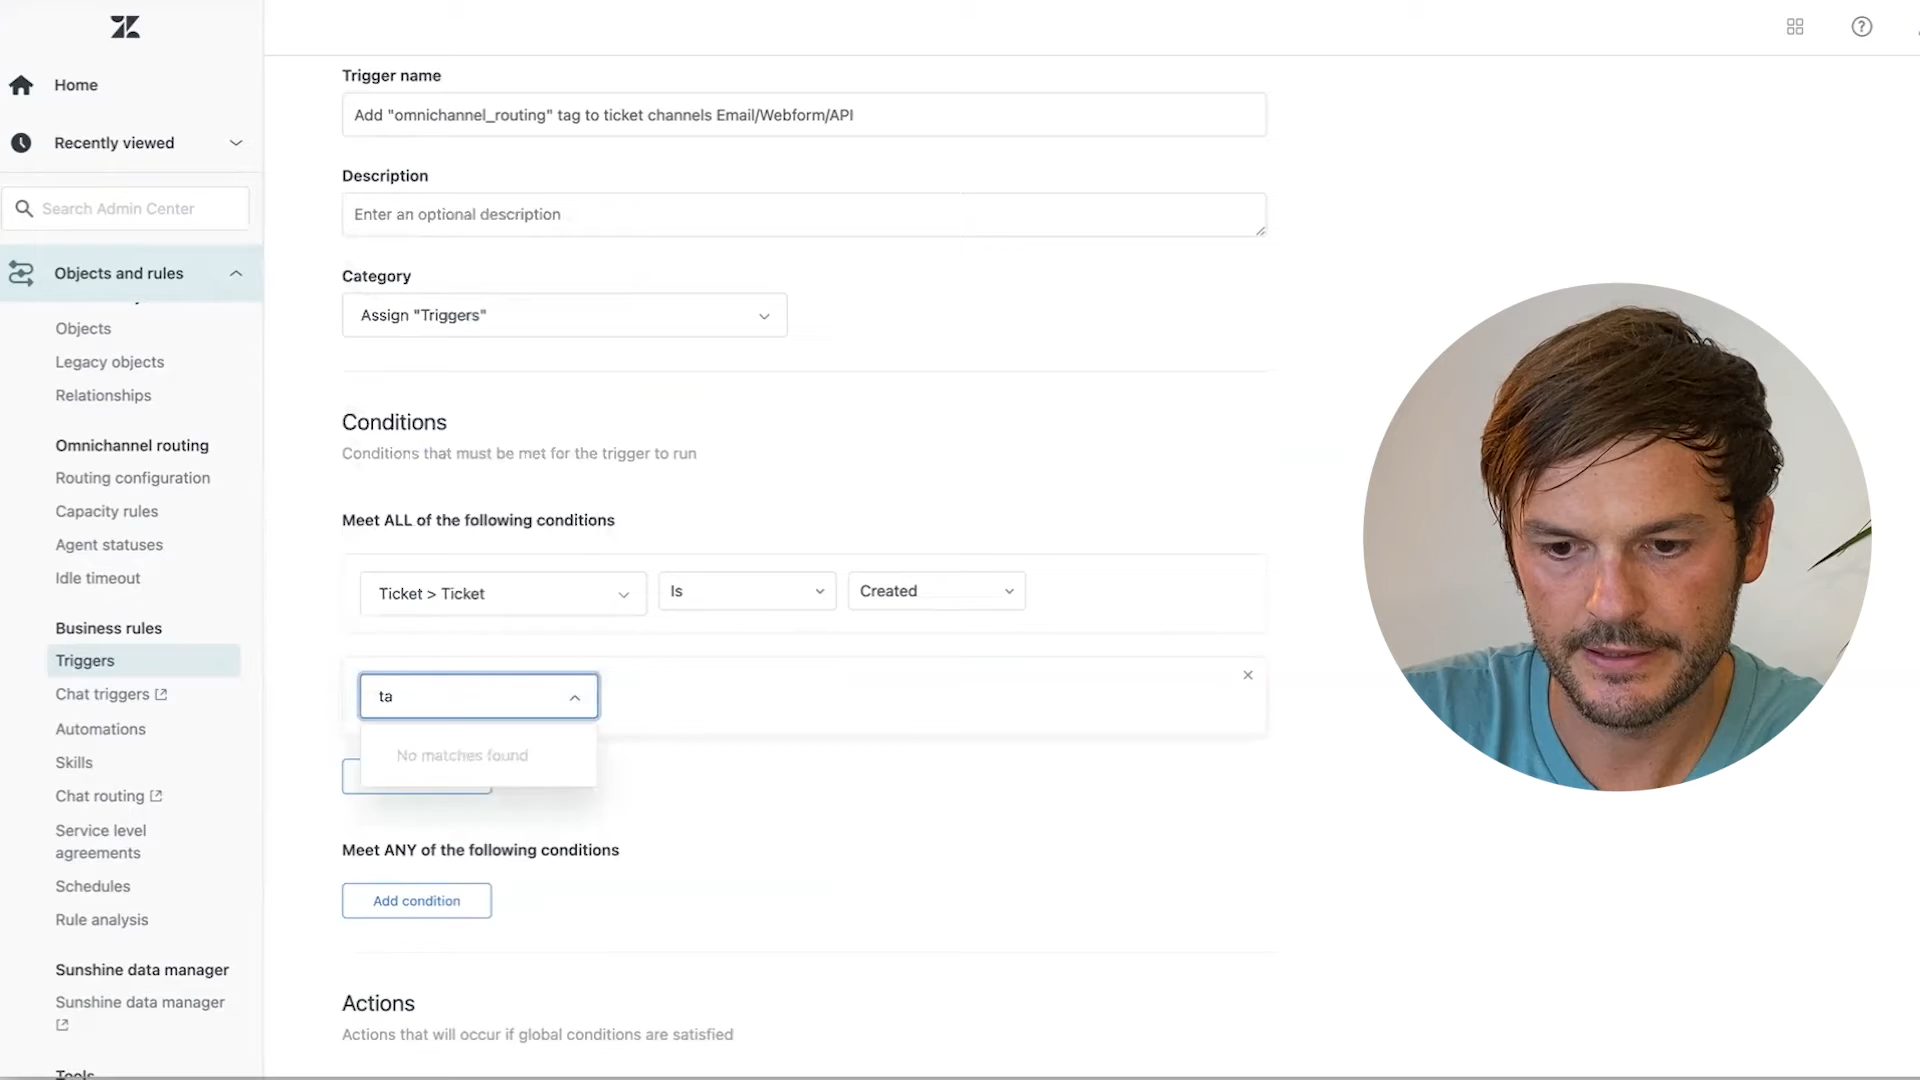 Home
Recently viewed
Search Admin Center
Objects and rules
Objects
Legacy objects
Relationships
Omnichannel routing
Routing configuration
Capacity rules
Agent statuses
Idle timeout
Business rules
Triggers
Chat triggers
Automations
Skills
Chat routing
Service level
agreements
Schedules
Rule analysis
Sunshine data manager
Sunshine data manager
Tools
Trigger name
Add "omnichannel_routing" tag to ticket channels Email/Webform/API
Description
Enter an optional description
Category
Assign "Triggers"
Conditions
Conditions that must be met for the trigger to run
Meet ALL of the following conditions
Ticket > Ticket
Is
Created
ta
No matches found
Meet ANY of the following conditions
Add condition
Actions
Actions that will occur if global conditions are satisfied